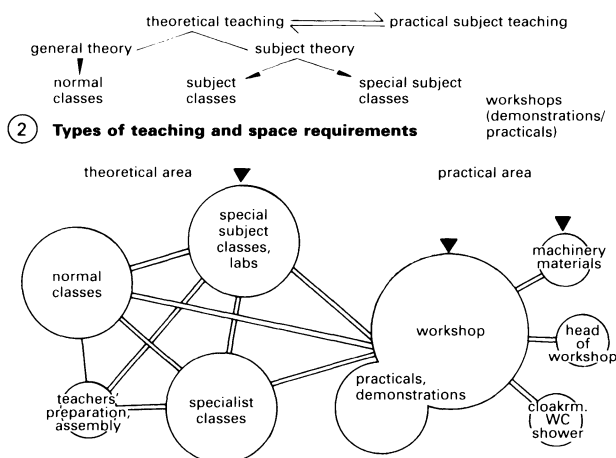 theoretical teaching practical subject teaching
general theory subject theory
normal classes
subject classes
special subject classes
workshops (demonstrations/ practicals)
2 Types of teaching and space requirements
theoretical area practical area
special
subject
classes,
labs
normal
classes
teachers'
preparation,
assembly
specialist
classes
workshop
practicals,
demonstrations
machinery
materials
head
of
workshop
cloakrm.
WC
shower